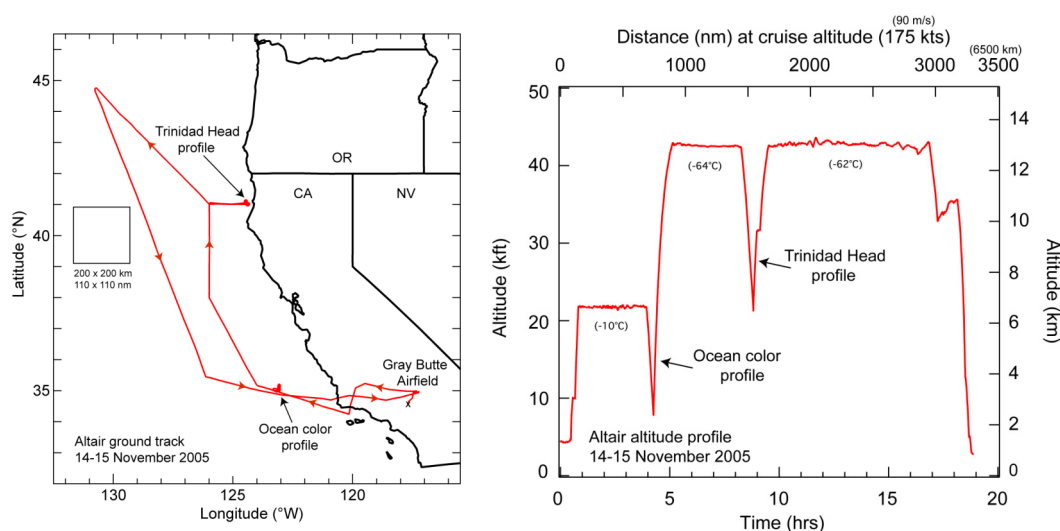 45
40
35
Latitude (°N)
130
125
120
Longitude (°W)
Trinidad Head
profile
OR
CA
NV
200 x 200 km
110 x 110 nm
Gray Butte
Airfield
x
Ocean color
profile
Altair ground track
14-15 November 2005
(90 m/s)
Distance (nm) at cruise altitude (175 kts)
(6500 km)
0
1000
2000
3000
3500
50
40
30
20
10
0
Altitude (kft)
14
12
10
8
6
4
2
0
Altitude (km)
(-64°C)
(-62°C)
(-10°C)
Trinidad Head
profile
Ocean color
profile
Altair altitude profile
14-15 November 2005
0
5
10
15
20
Time (hrs)